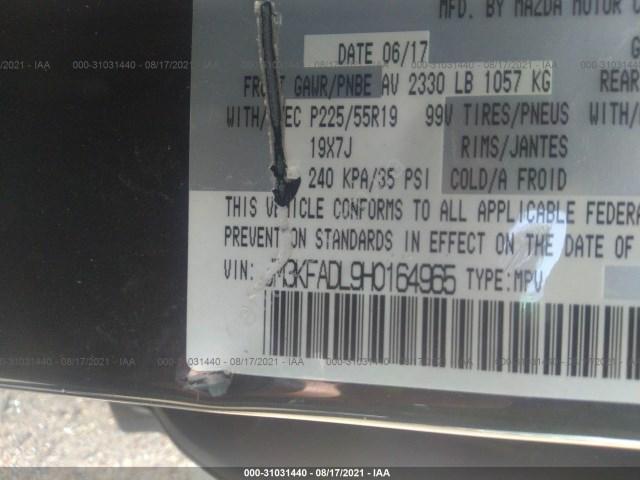 MFD. BY MAZDA MOTOR
DATE 06/17
FRONT GAWR/PNBE AV 2330 LB 1057 KG REAR
WITH/AVEC P225/55R19 99V TIRES/PNEUS WITH/
19X7J RIMS/JANTES
240 KPA/35 PSI COLD/A FROID
THIS VEHICLE CONFORMS TO ALL APPLICABLE FEDERA
PREVENTION STANDARDS IN EFFECT ON THE DATE OF
VIN: JM3KFADL9H0164965 TYPE:MPV
000-31031440 - 08/17/2021 - IAA